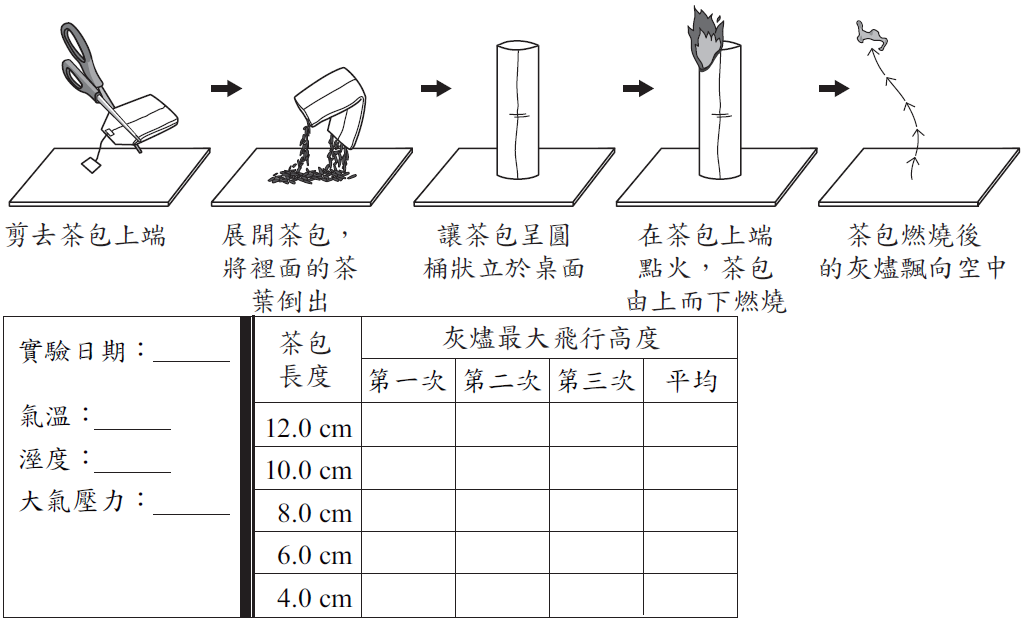 剪去茶包上端
展開茶包，
將裡面的茶
葉倒出
讓茶包呈圓
桶狀立於桌面
在茶包上端
點火，茶包
由上而下燃燒
茶包燃燒後
的灰燼飄向空中
實驗日期：
氣溫：
溼度：
大氣壓力：
茶包
長度
灰燼最大飛行高度
第一次 第二次 第三次 平均
12.0 cm
10.0 cm
8.0 cm
6.0 cm
4.0 cm